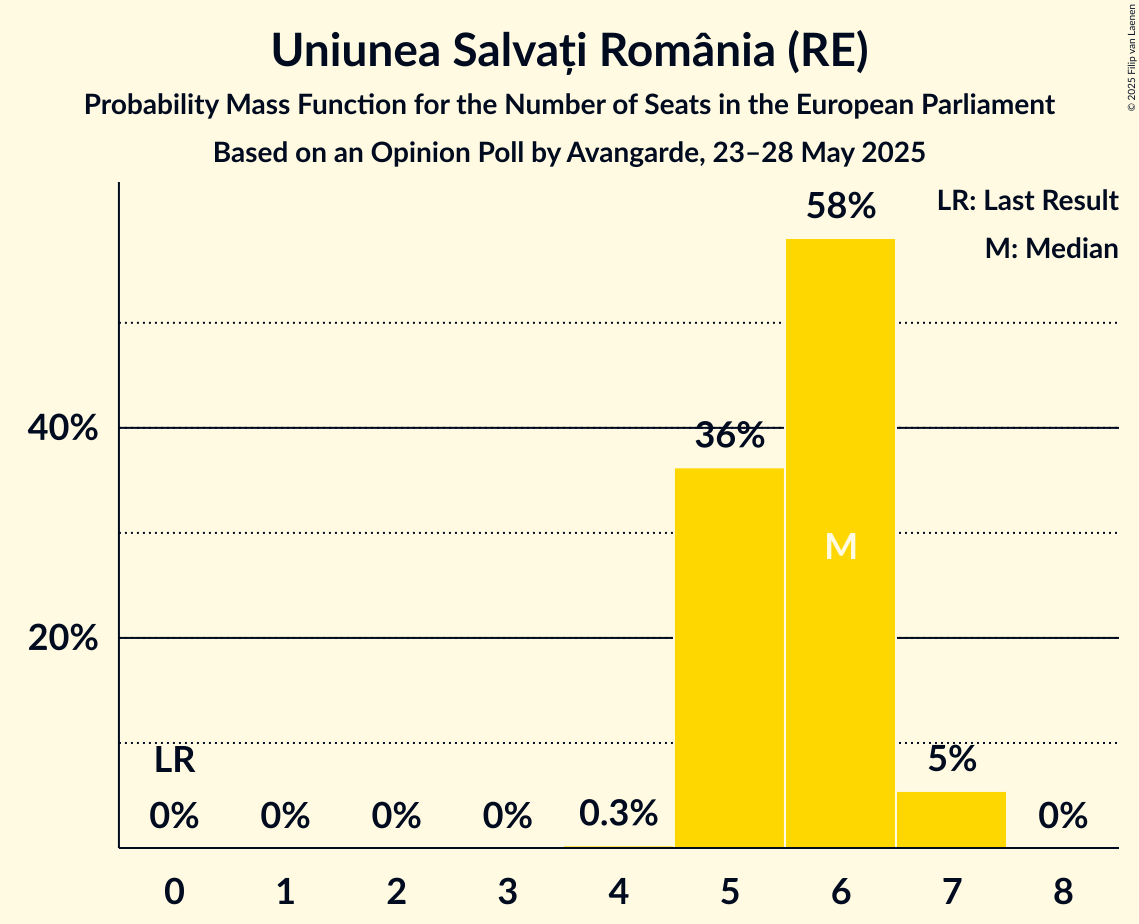 Uniunea Salvați România (RE)
Probability Mass Function for the Number of Seats in the European Parliament
Based on an Opinion Poll by Avangarde, 23–28 May 2025
© 2025 Filip van Laenen
LR: Last Result
M: Median
58%
40%
36%
M
20%
LR
5%
0% 0% 0% 0% 0.3% 0%
0 1 2 3 4 5 6 7 8